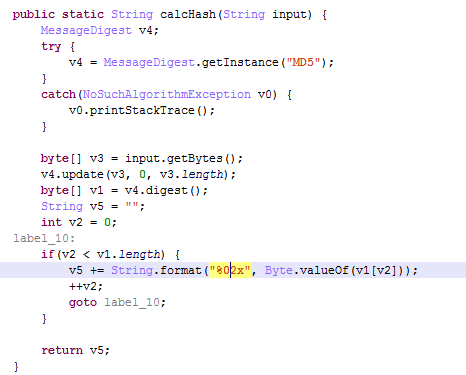 public static String calcHash(String input) {
    MessageDigest v4;
    try {
        v4 = MessageDigest.getInstance("MD5");
    }
    catch(NoSuchAlgorithmException v0) {
        v0.printStackTrace();
    }

    byte[] v3 = input.getBytes();
    v4.update(v3, 0, v3.length);
    byte[] v1 = v4.digest();
    String v5 = "";
    int v2 = 0;
label_10:
    if(v2 < v1.length) {
        v5 += String.format("%02x", Byte.valueOf(v1[v2]));
        ++v2;
        goto label_10;
    }

    return v5;
}